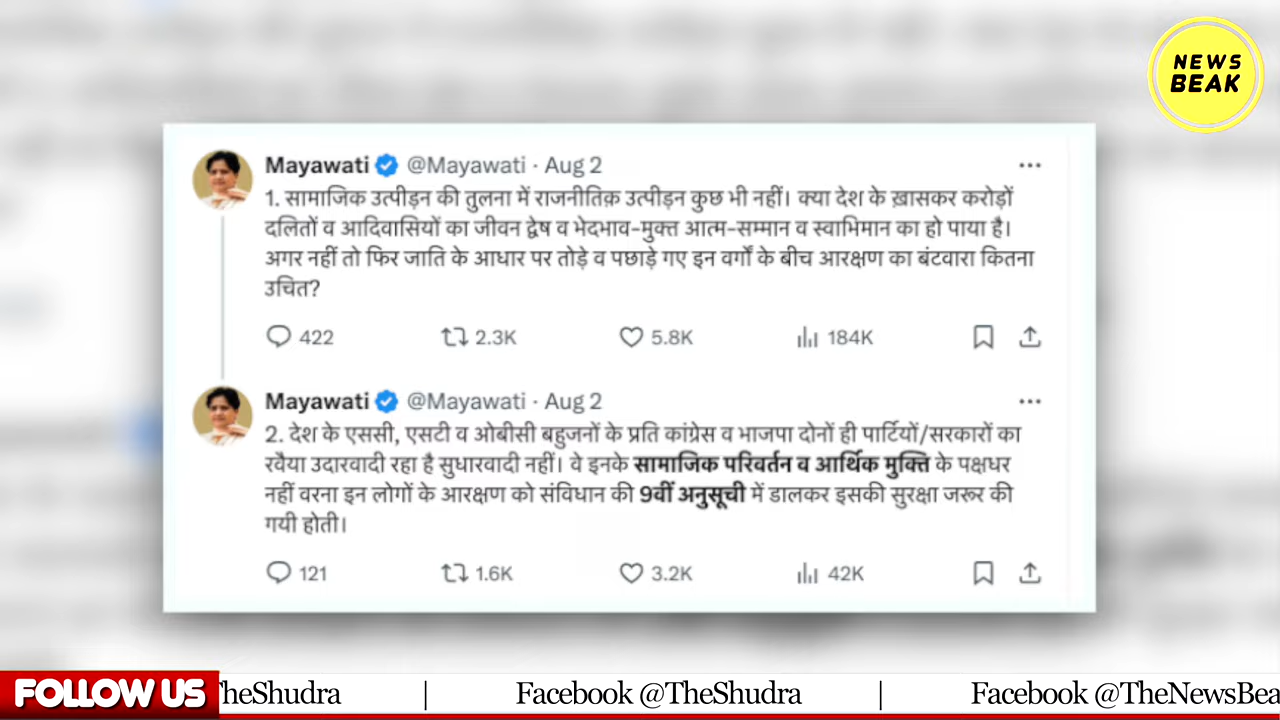 NEWS
BEAK
Mayawati @Mayawati · Aug 2
1. सामाजिक उत्पीड़न की तुलना में राजनीतिक़ उत्पीड़न कुछ भी नहीं। क्या देश के ख़ासकर करोड़ों
दलितों व आदिवासियों का जीवन द्वेष व भेदभाव-मुक्त आत्म-सम्मान व स्वाभिमान का हो पाया है।
अगर नहीं तो फिर जाति के आधार पर तोड़े व पछाड़े गए इन वर्गों के बीच आरक्षण का बंटवारा कितना
उचित?
422 2.3K 5.8K 184K
Mayawati @Mayawati · Aug 2
2. देश के एससी, एसटी व ओबीसी बहुजनों के प्रति कांग्रेस व भाजपा दोनों ही पार्टियों/सरकारों का
रवैया उदारवादी रहा है सुधारवादी नहीं। वे इनके सामाजिक परिवर्तन व आर्थिक मुक्ति के पक्षधर
नहीं वरना इन लोगों के आरक्षण को संविधान की 9वीं अनुसूची में डालकर इसकी सुरक्षा जरूर की
गयी होती।
121 1.6K 3.2K 42K
FOLLOW US TheShudra | Facebook @TheShudra | Facebook @TheNewsBea